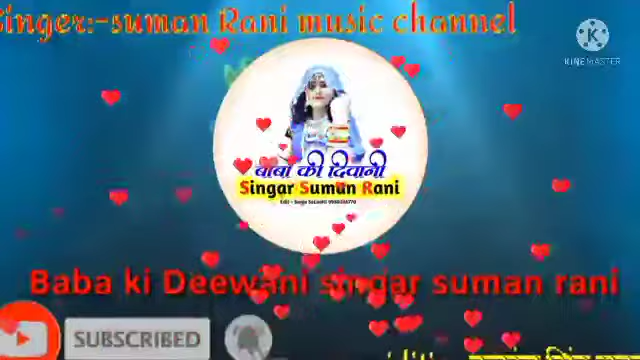 Singer:-suman Rani music channel
KINEMASTER
बाबा की दिवानी
Singar Suman Rani
Baba ki Deewani singar suman rani
SUBSCRIBED